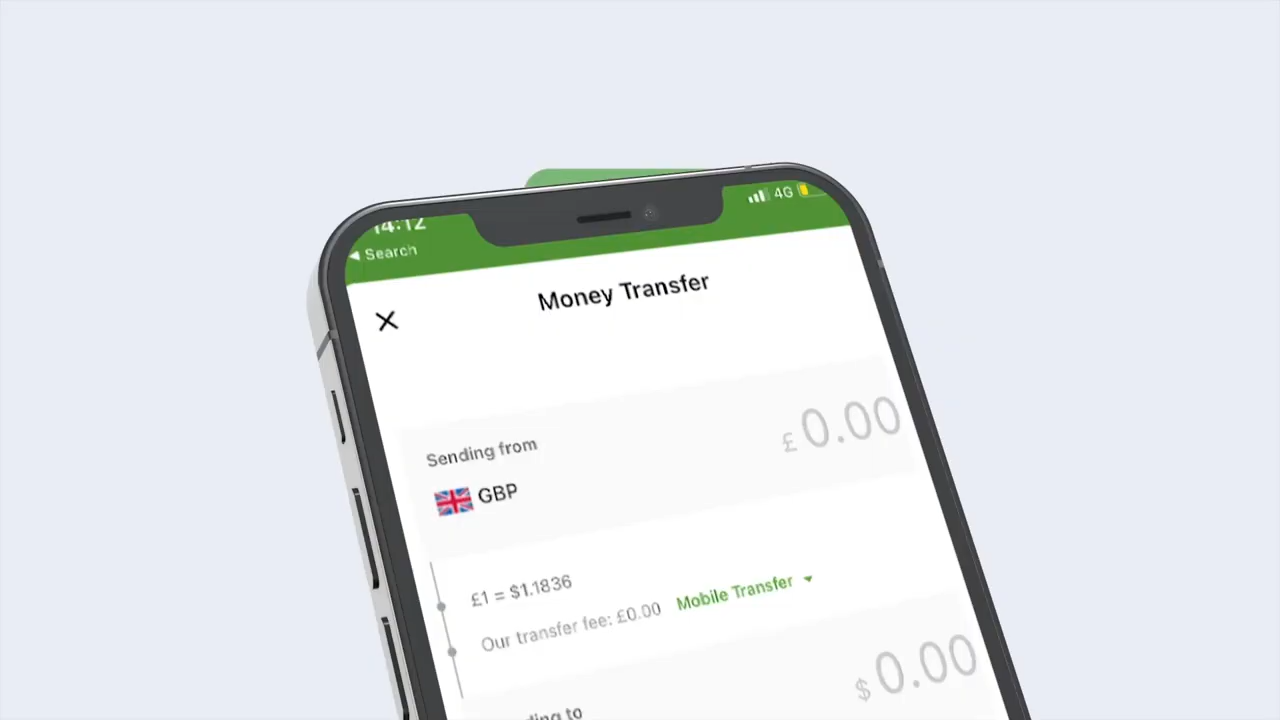 14:12
4G
◀ Search
Money Transfer
Sending from
£ 0.00
GBP
£1 = $1.1836
Our transfer fee: £0.00 Mobile Transfer
$ 0.00
to